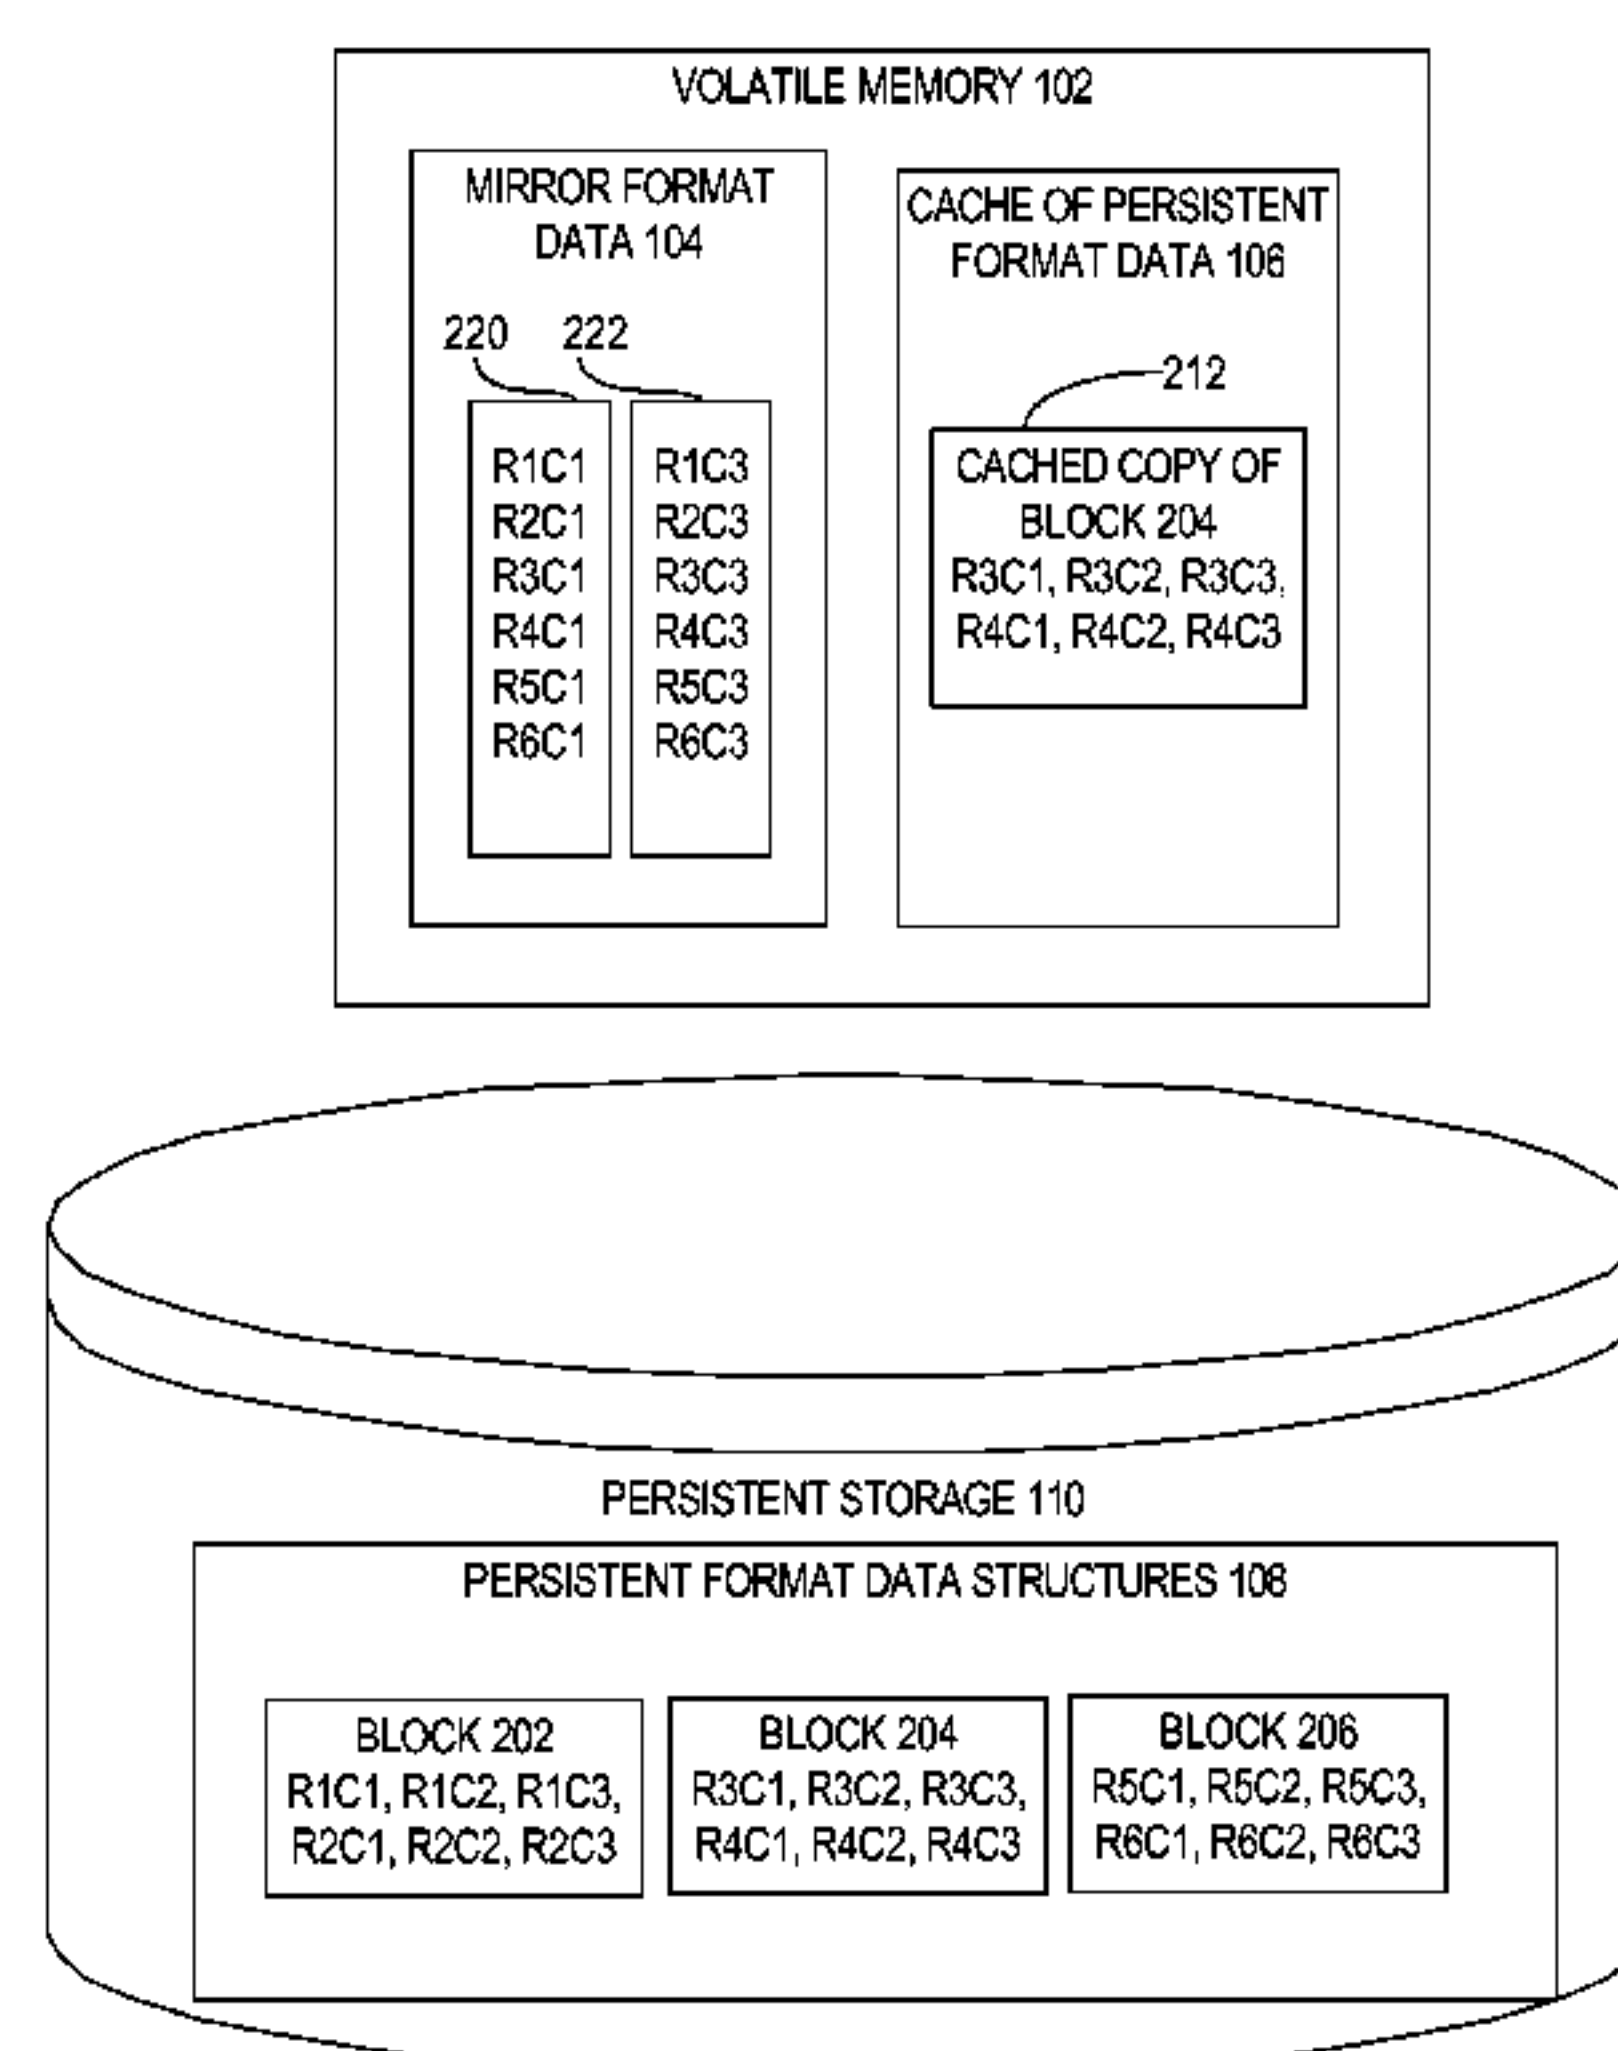 VOLATILE MEMORY 102
MIRROR FORMAT
DATA 104
220 222
R1C1
R2C1
R3C1
R4C1
R5C1
R6C1
R1C3
R2C3
R3C3
R4C3
R5C3
R6C3
CACHE OF PERSISTENT
FORMAT DATA 106
212
CACHED COPY OF
BLOCK 204
R3C1, R3C2, R3C3,
R4C1, R4C2, R4C3
PERSISTENT STORAGE 110
PERSISTENT FORMAT DATA STRUCTURES 108
BLOCK 202
R1C1, R1C2, R1C3,
R2C1, R2C2, R2C3
BLOCK 204
R3C1, R3C2, R3C3,
R4C1, R4C2, R4C3
BLOCK 206
R5C1, R5C2, R5C3,
R6C1, R6C2, R6C3